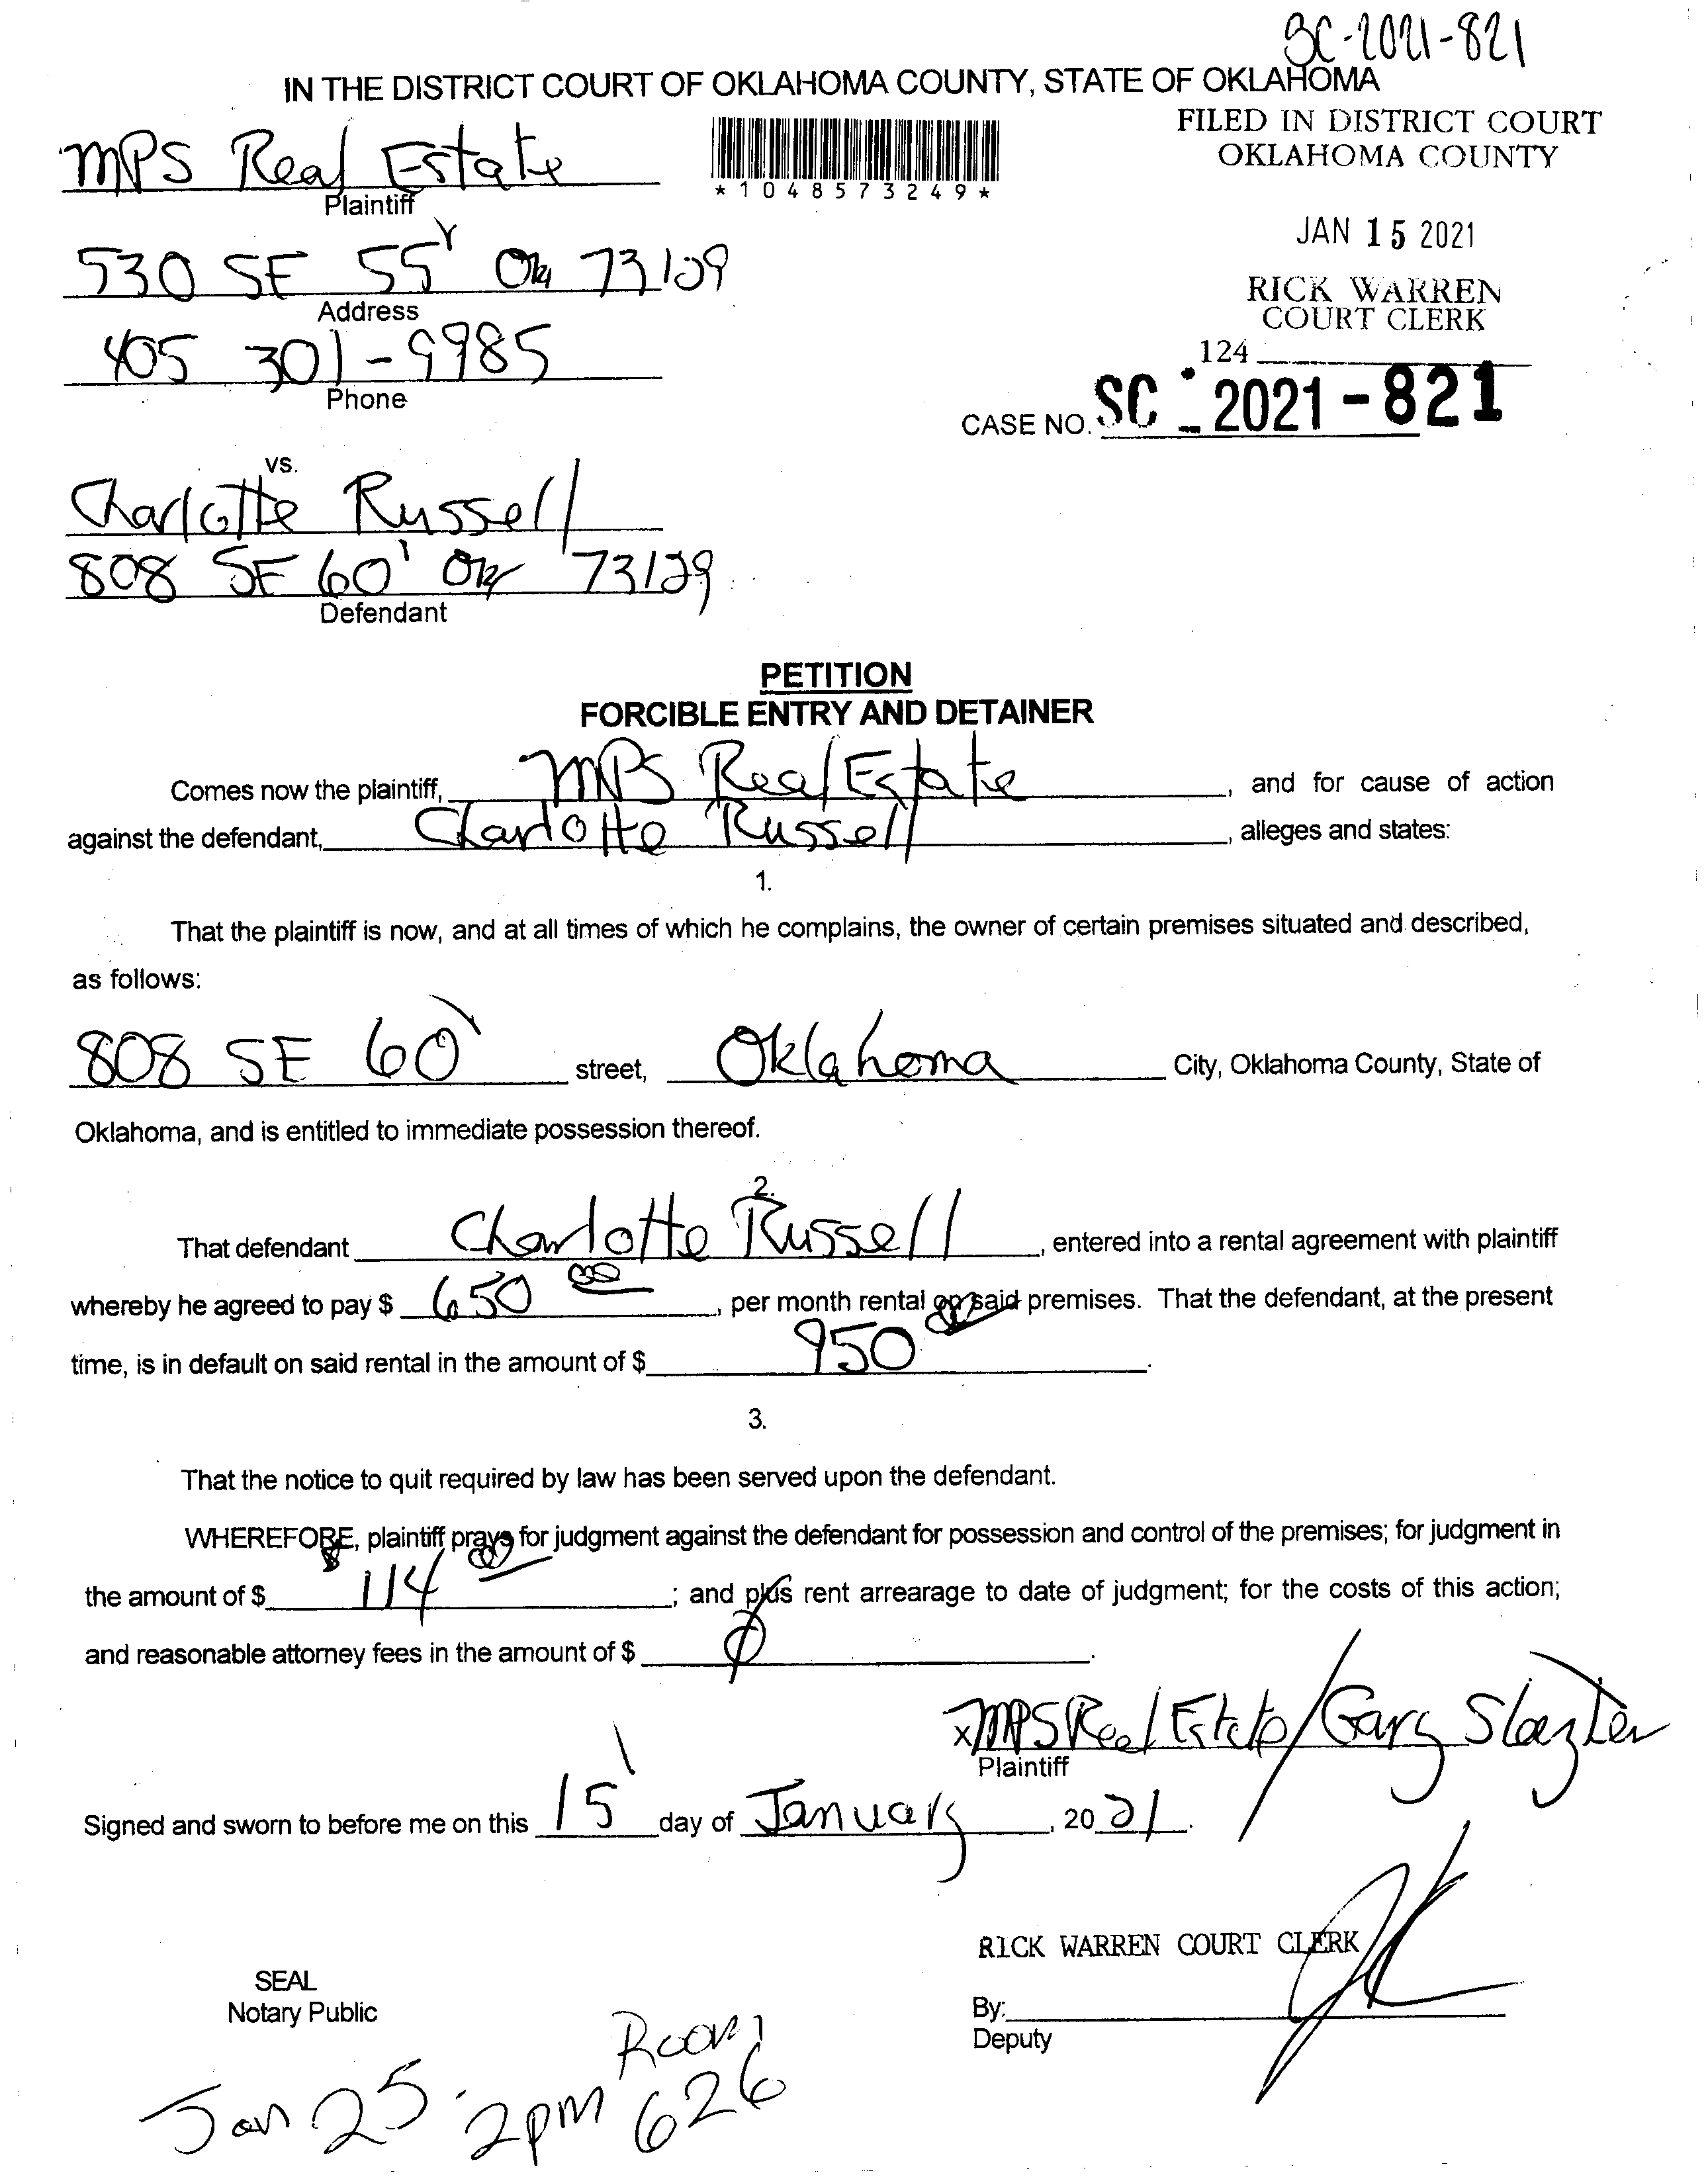 SC-2021-821
IN THE DISTRICT COURT OF OKLAHOMA COUNTY, STATE OF OKLAHOMA
FILED IN DISTRICT COURT
OKLAHOMA COUNTY
MPS Real Estate
Plaintiff
*1048573249*
JAN 15 2021
530 SE 55 Ok 73129
Address
RICK WARREN
COURT CLERK
405 301-9985
Phone
124
CASE NO. SC - 2021-821
vs.
Charlotte Russell
808 SE 60 Ok 73129
Defendant
PETITION
FORCIBLE ENTRY AND DETAINER
Comes now the plaintiff, MPS Real Estate, and for cause of action
against the defendant, Charlotte Russell, alleges and states:
1.
That the plaintiff is now, and at all times of which he complains, the owner of certain premises situated and described,
as follows:
808 SE 60 street, Oklahoma City, Oklahoma County, State of
Oklahoma, and is entitled to immediate possession thereof.
2.
That defendant Charlotte Russell, entered into a rental agreement with plaintiff
whereby he agreed to pay $ 650 00, per month rental on said premises. That the defendant, at the present
time, is in default on said rental in the amount of $ 950 00.
3.
That the notice to quit required by law has been served upon the defendant.
WHEREFORE, plaintiff prays for judgment against the defendant for possession and control of the premises; for judgment in
the amount of $ $114 00; and plus rent arrearage to date of judgment; for the costs of this action;
and reasonable attorney fees in the amount of $ Ø.
x MPS Real Estate/Gary Slazter
Plaintiff
Signed and sworn to before me on this 15 day of January, 2021.
RICK WARREN COURT CLERK
SEAL
Notary Public
By:
Deputy
Room
Jan 25 2pm 626